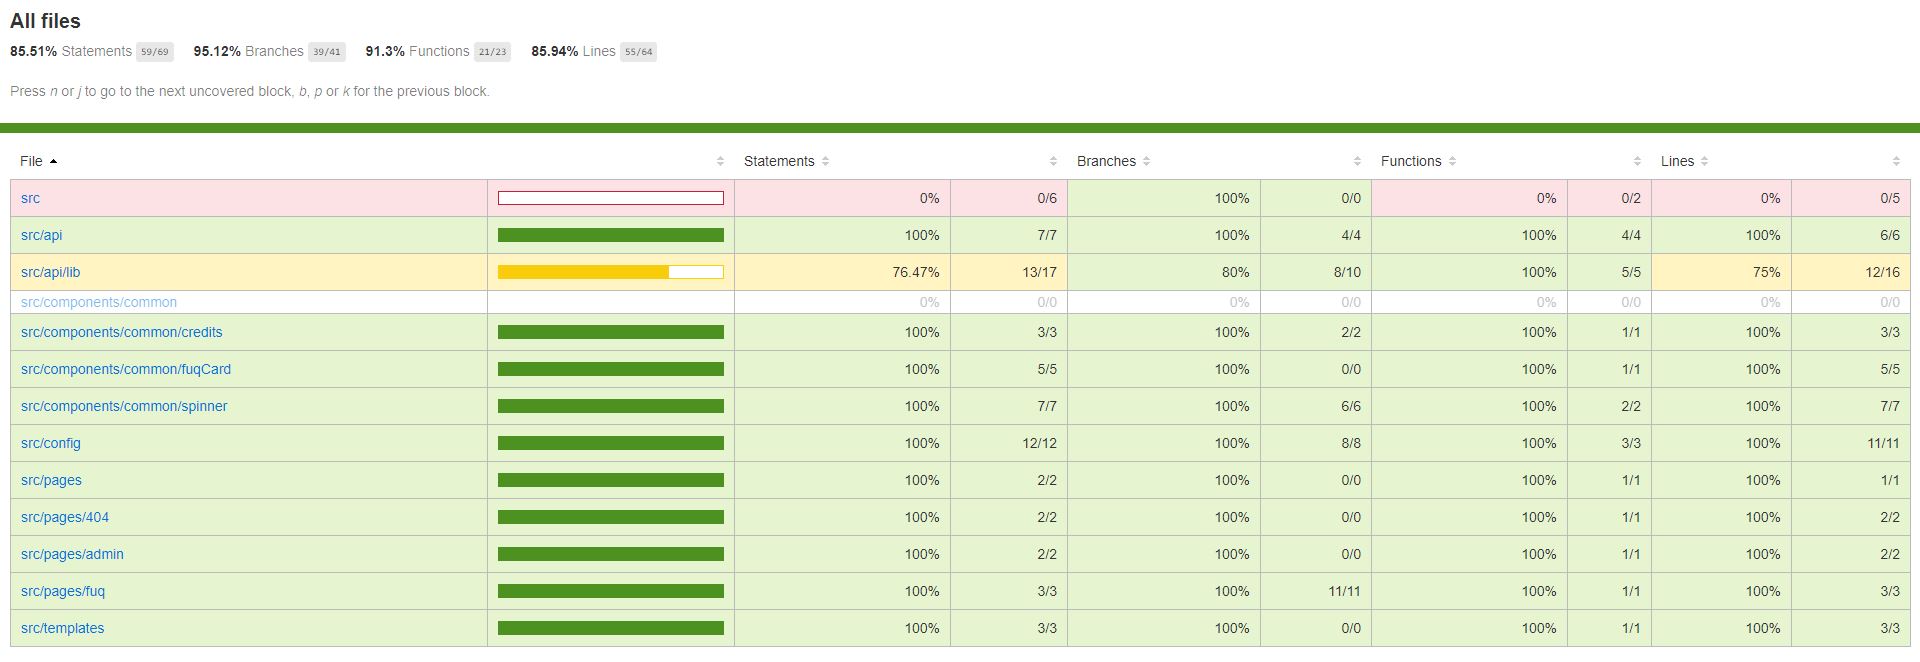 All files
85.51% Statements 59/69 95.12% Branches 39/41 91.3% Functions 21/23 85.94% Lines 55/64
Press n or j to go to the next uncovered block, b, p or k for the previous block.
File Statements Branches Functions Lines
src 0% 0/6 100% 0/0 0% 0/2 0% 0/5
src/api 100% 7/7 100% 4/4 100% 4/4 100% 6/6
src/api/lib 76.47% 13/17 80% 8/10 100% 5/5 75% 12/16
src/components/common 0% 0/0 0% 0/0 0% 0/0 0% 0/0
src/components/common/credits 100% 3/3 100% 2/2 100% 1/1 100% 3/3
src/components/common/fuqCard 100% 5/5 100% 0/0 100% 1/1 100% 5/5
src/components/common/spinner 100% 7/7 100% 6/6 100% 2/2 100% 7/7
src/config 100% 12/12 100% 8/8 100% 3/3 100% 11/11
src/pages 100% 2/2 100% 0/0 100% 1/1 100% 1/1
src/pages/404 100% 2/2 100% 0/0 100% 1/1 100% 2/2
src/pages/admin 100% 2/2 100% 0/0 100% 1/1 100% 2/2
src/pages/fuq 100% 3/3 100% 11/11 100% 1/1 100% 3/3
src/templates 100% 3/3 100% 0/0 100% 1/1 100% 3/3